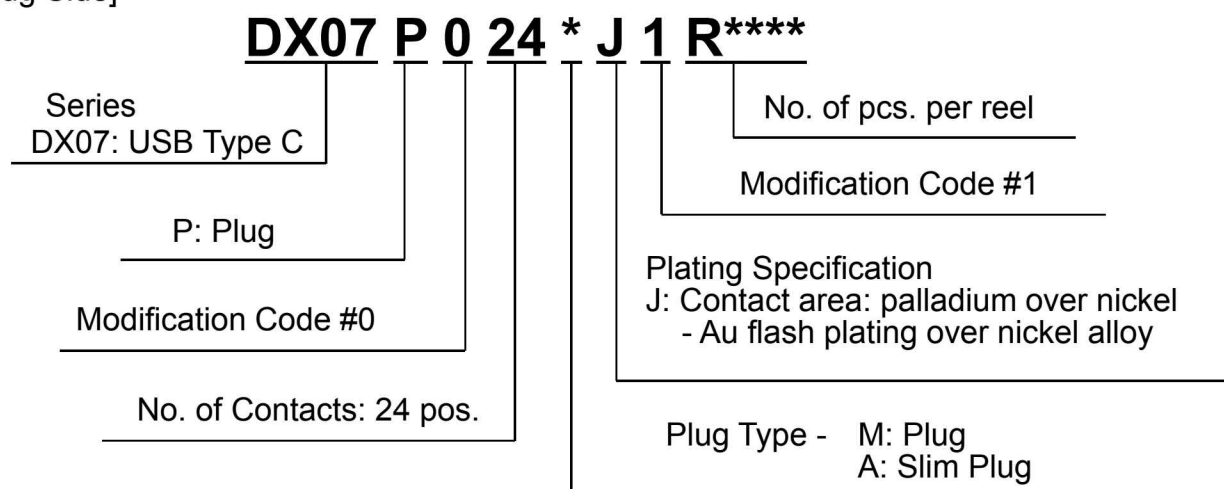 DX07 P 0 24 * J 1 R****
Series
DX07: USB Type C
No. of pcs. per reel
Modification Code #1
P: Plug
Plating Specification
J: Contact area: palladium over nickel
- Au flash plating over nickel alloy
Modification Code #0
No. of Contacts: 24 pos.
Plug Type - M: Plug
A: Slim Plug